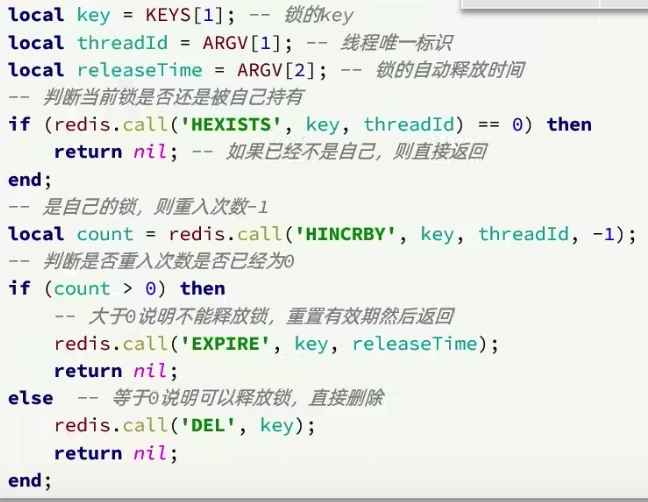 local key = KEYS[1]; -- 锁的key
local threadId = ARGV[1]; -- 线程唯一标识
local releaseTime = ARGV[2]; -- 锁的自动释放时间
-- 判断当前锁是否还是被自己持有
if (redis.call('HEXISTS', key, threadId) == 0) then
    return nil; -- 如果已经不是自己，则直接返回
end;
-- 是自己的锁，则重入次数-1
local count = redis.call('HINCRBY', key, threadId, -1);
-- 判断是否重入次数是否已经为0
if (count > 0) then
    -- 大于0说明不能释放锁，重置有效期然后返回
    redis.call('EXPIRE', key, releaseTime);
    return nil;
else  -- 等于0说明可以释放锁，直接删除
    redis.call('DEL', key);
    return nil;
end;